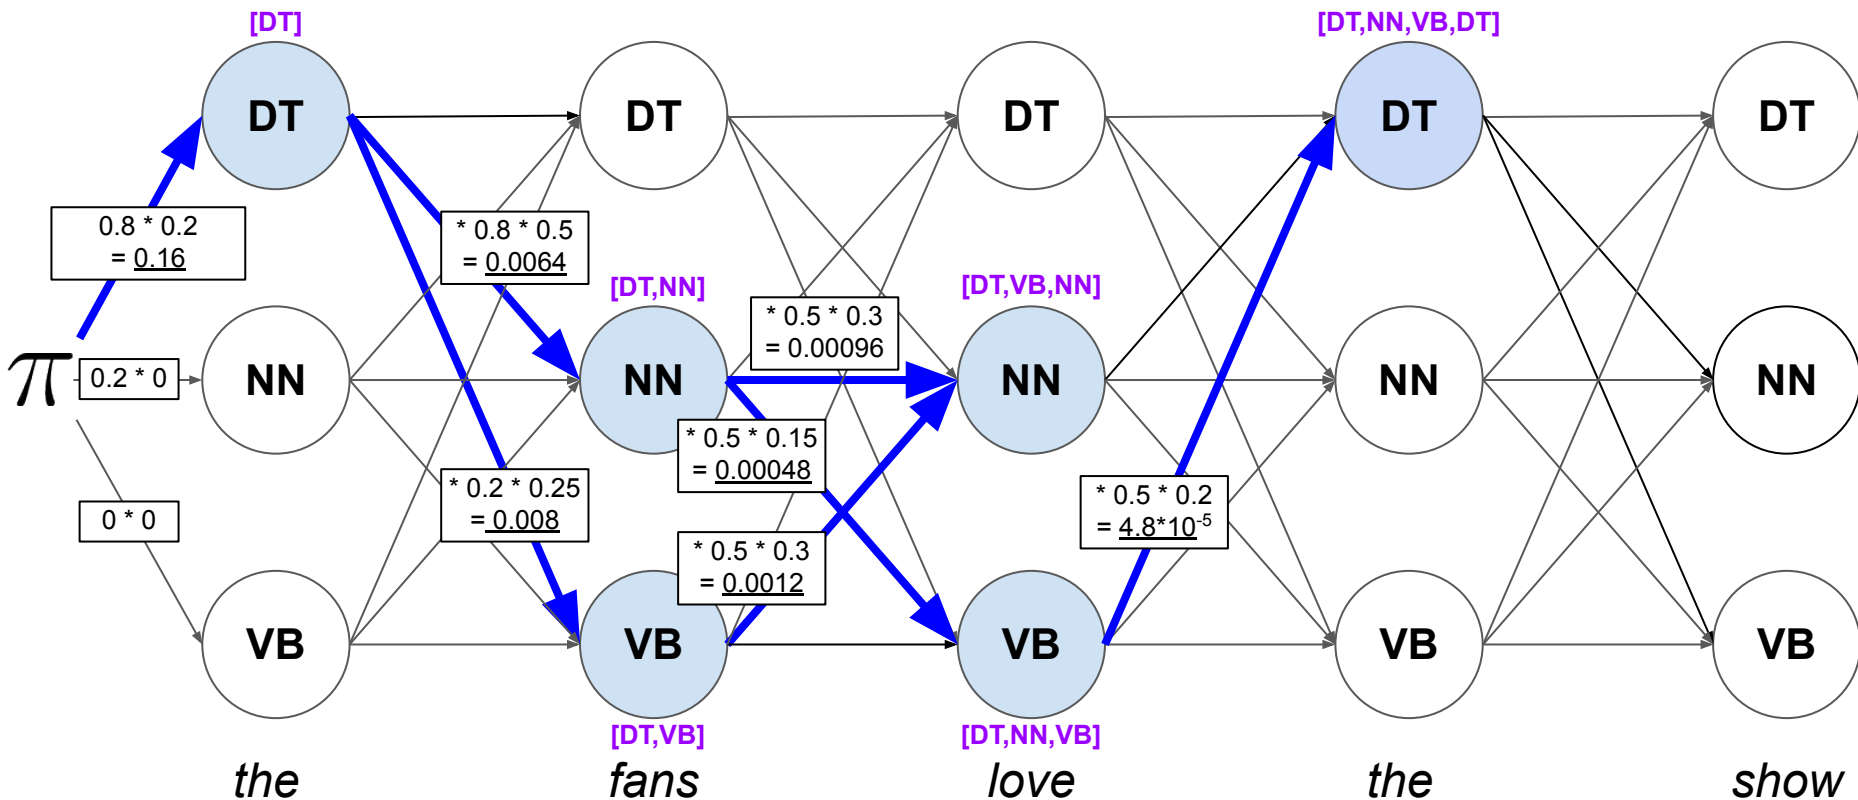 [DT]
[DT,NN,VB,DT]
DT
DT
DT
DT
DT
0.8 * 0.2
= 0.16
* 0.8 * 0.5
= 0.0064
[DT,NN]
[DT,VB,NN]
* 0.5 * 0.3
= 0.00096
π
0.2 * 0
NN
NN
NN
NN
NN
* 0.5 * 0.15
= 0.00048
* 0.2 * 0.25
= 0.008
* 0.5 * 0.2
= 4.8*10⁻⁵
0 * 0
* 0.5 * 0.3
= 0.0012
VB
VB
VB
VB
VB
[DT,VB]
[DT,NN,VB]
the
fans
love
the
show